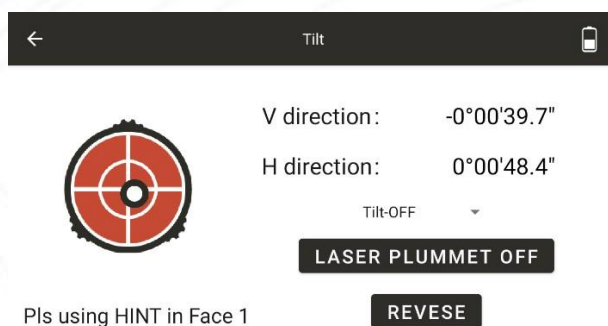 Tilt
V direction: -0°00'39.7"
H direction: 0°00'48.4"
Tilt-OFF
LASER PLUMMET OFF
Pls using HINT in Face 1
REVESE